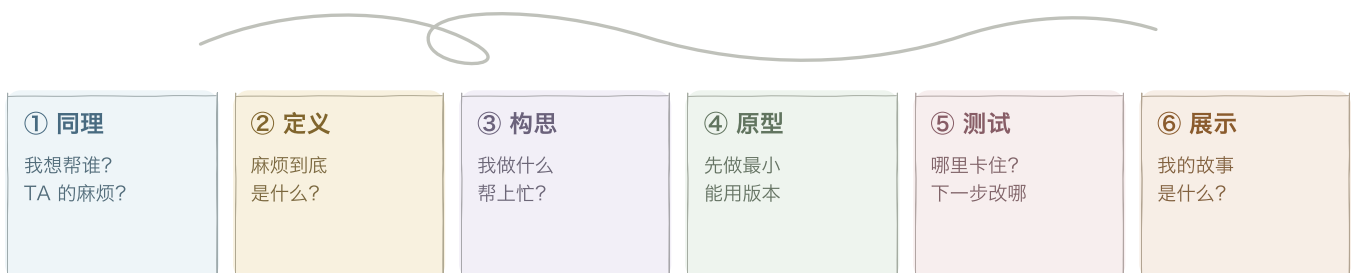 ① 同理
我想帮谁？
TA 的麻烦？
② 定义
麻烦到底
是什么？
③ 构思
我做什么
帮上忙？
④ 原型
先做最小
能用版本
⑤ 测试
哪里卡住？
下一步改哪
⑥ 展示
我的故事
是什么？